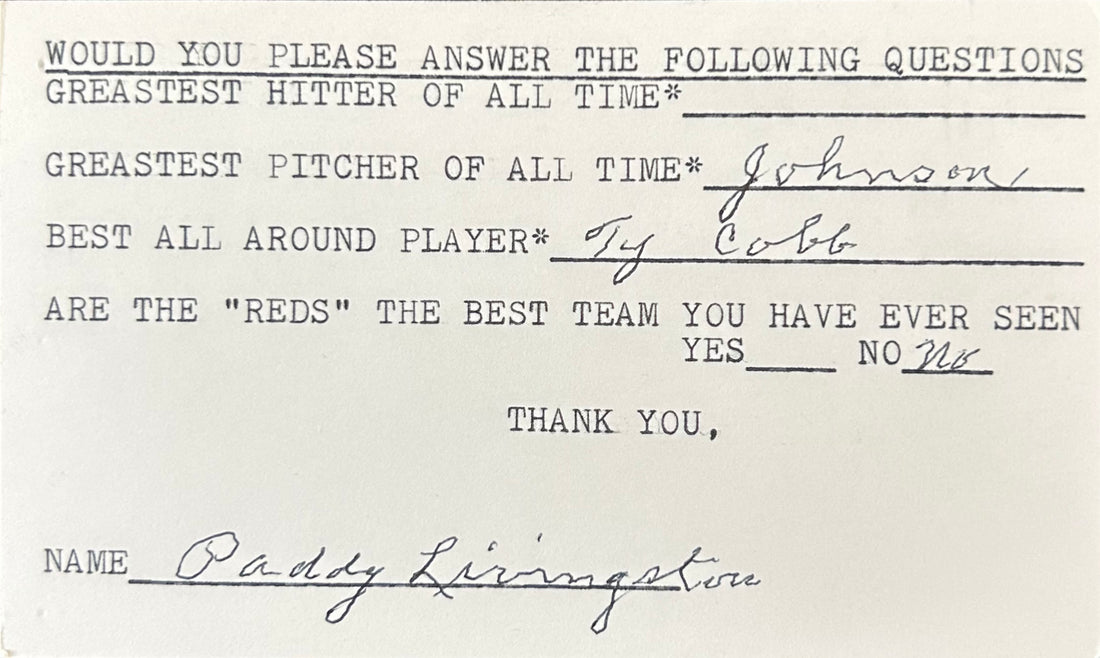 WOULD YOU PLEASE ANSWER THE FOLLOWING QUESTIONS
GREASTEST HITTER OF ALL TIME*
GREASTEST PITCHER OF ALL TIME* Johnson
BEST ALL AROUND PLAYER* Ty Cobb
ARE THE "REDS" THE BEST TEAM YOU HAVE EVER SEEN
YES____ NO No
THANK YOU,
NAME Paddy Livingston